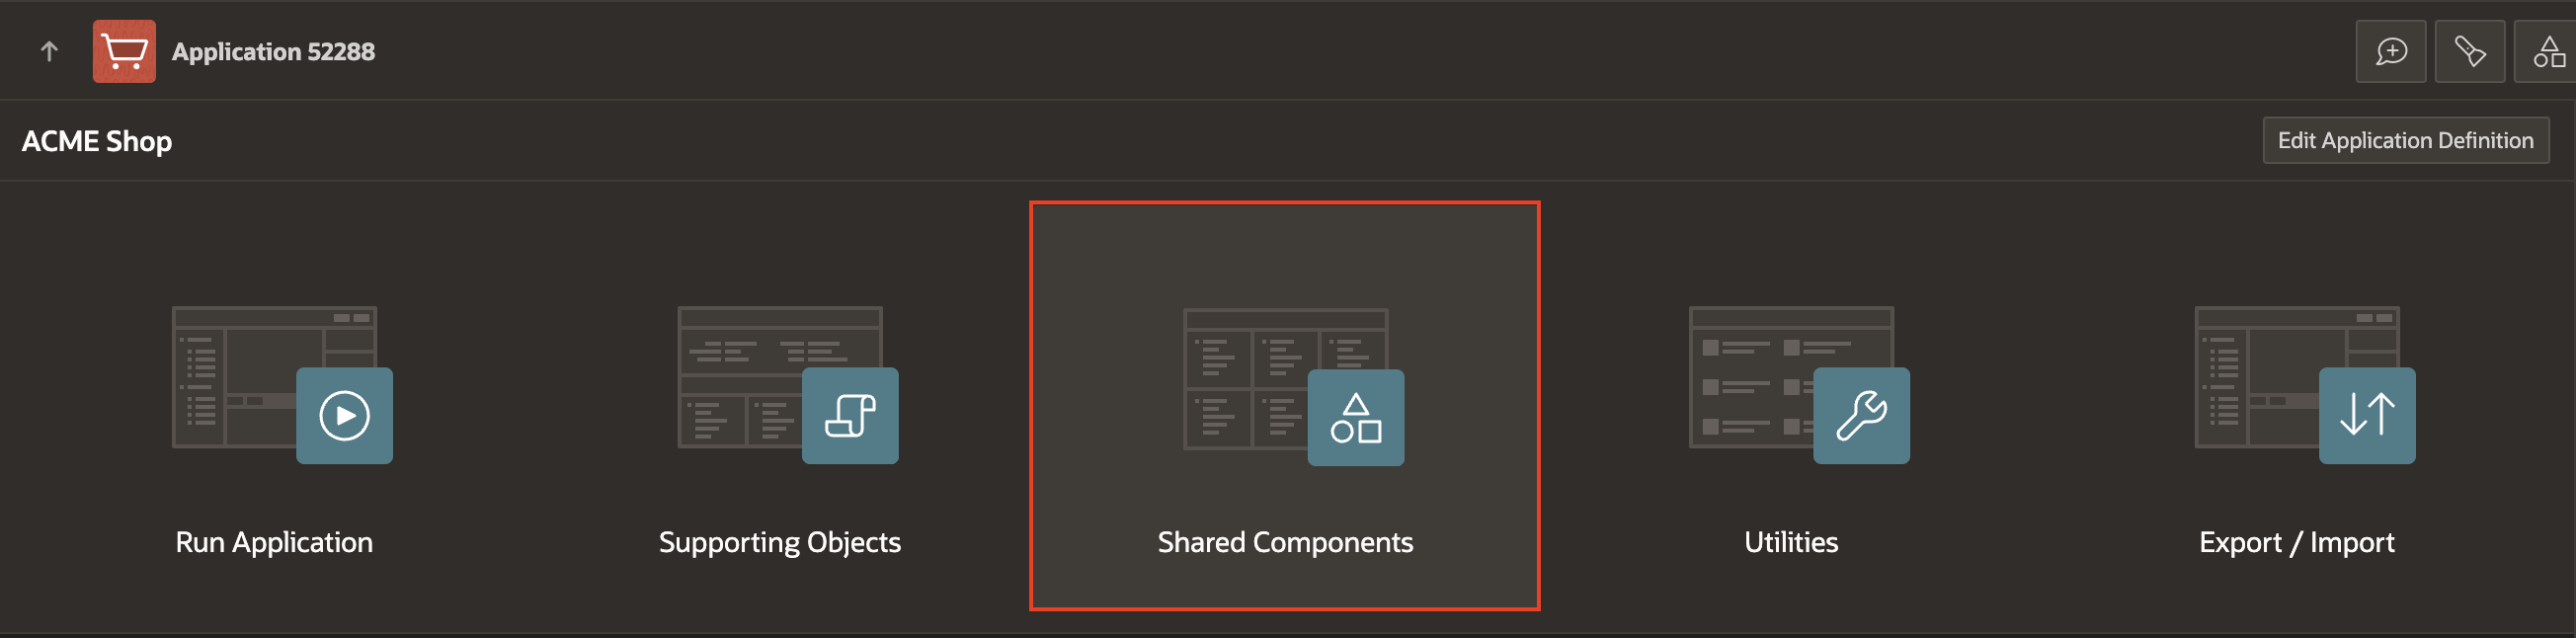 Application 52288
ACME Shop
Edit Application Definition
Run Application
Supporting Objects
Shared Components
Utilities
Export / Import